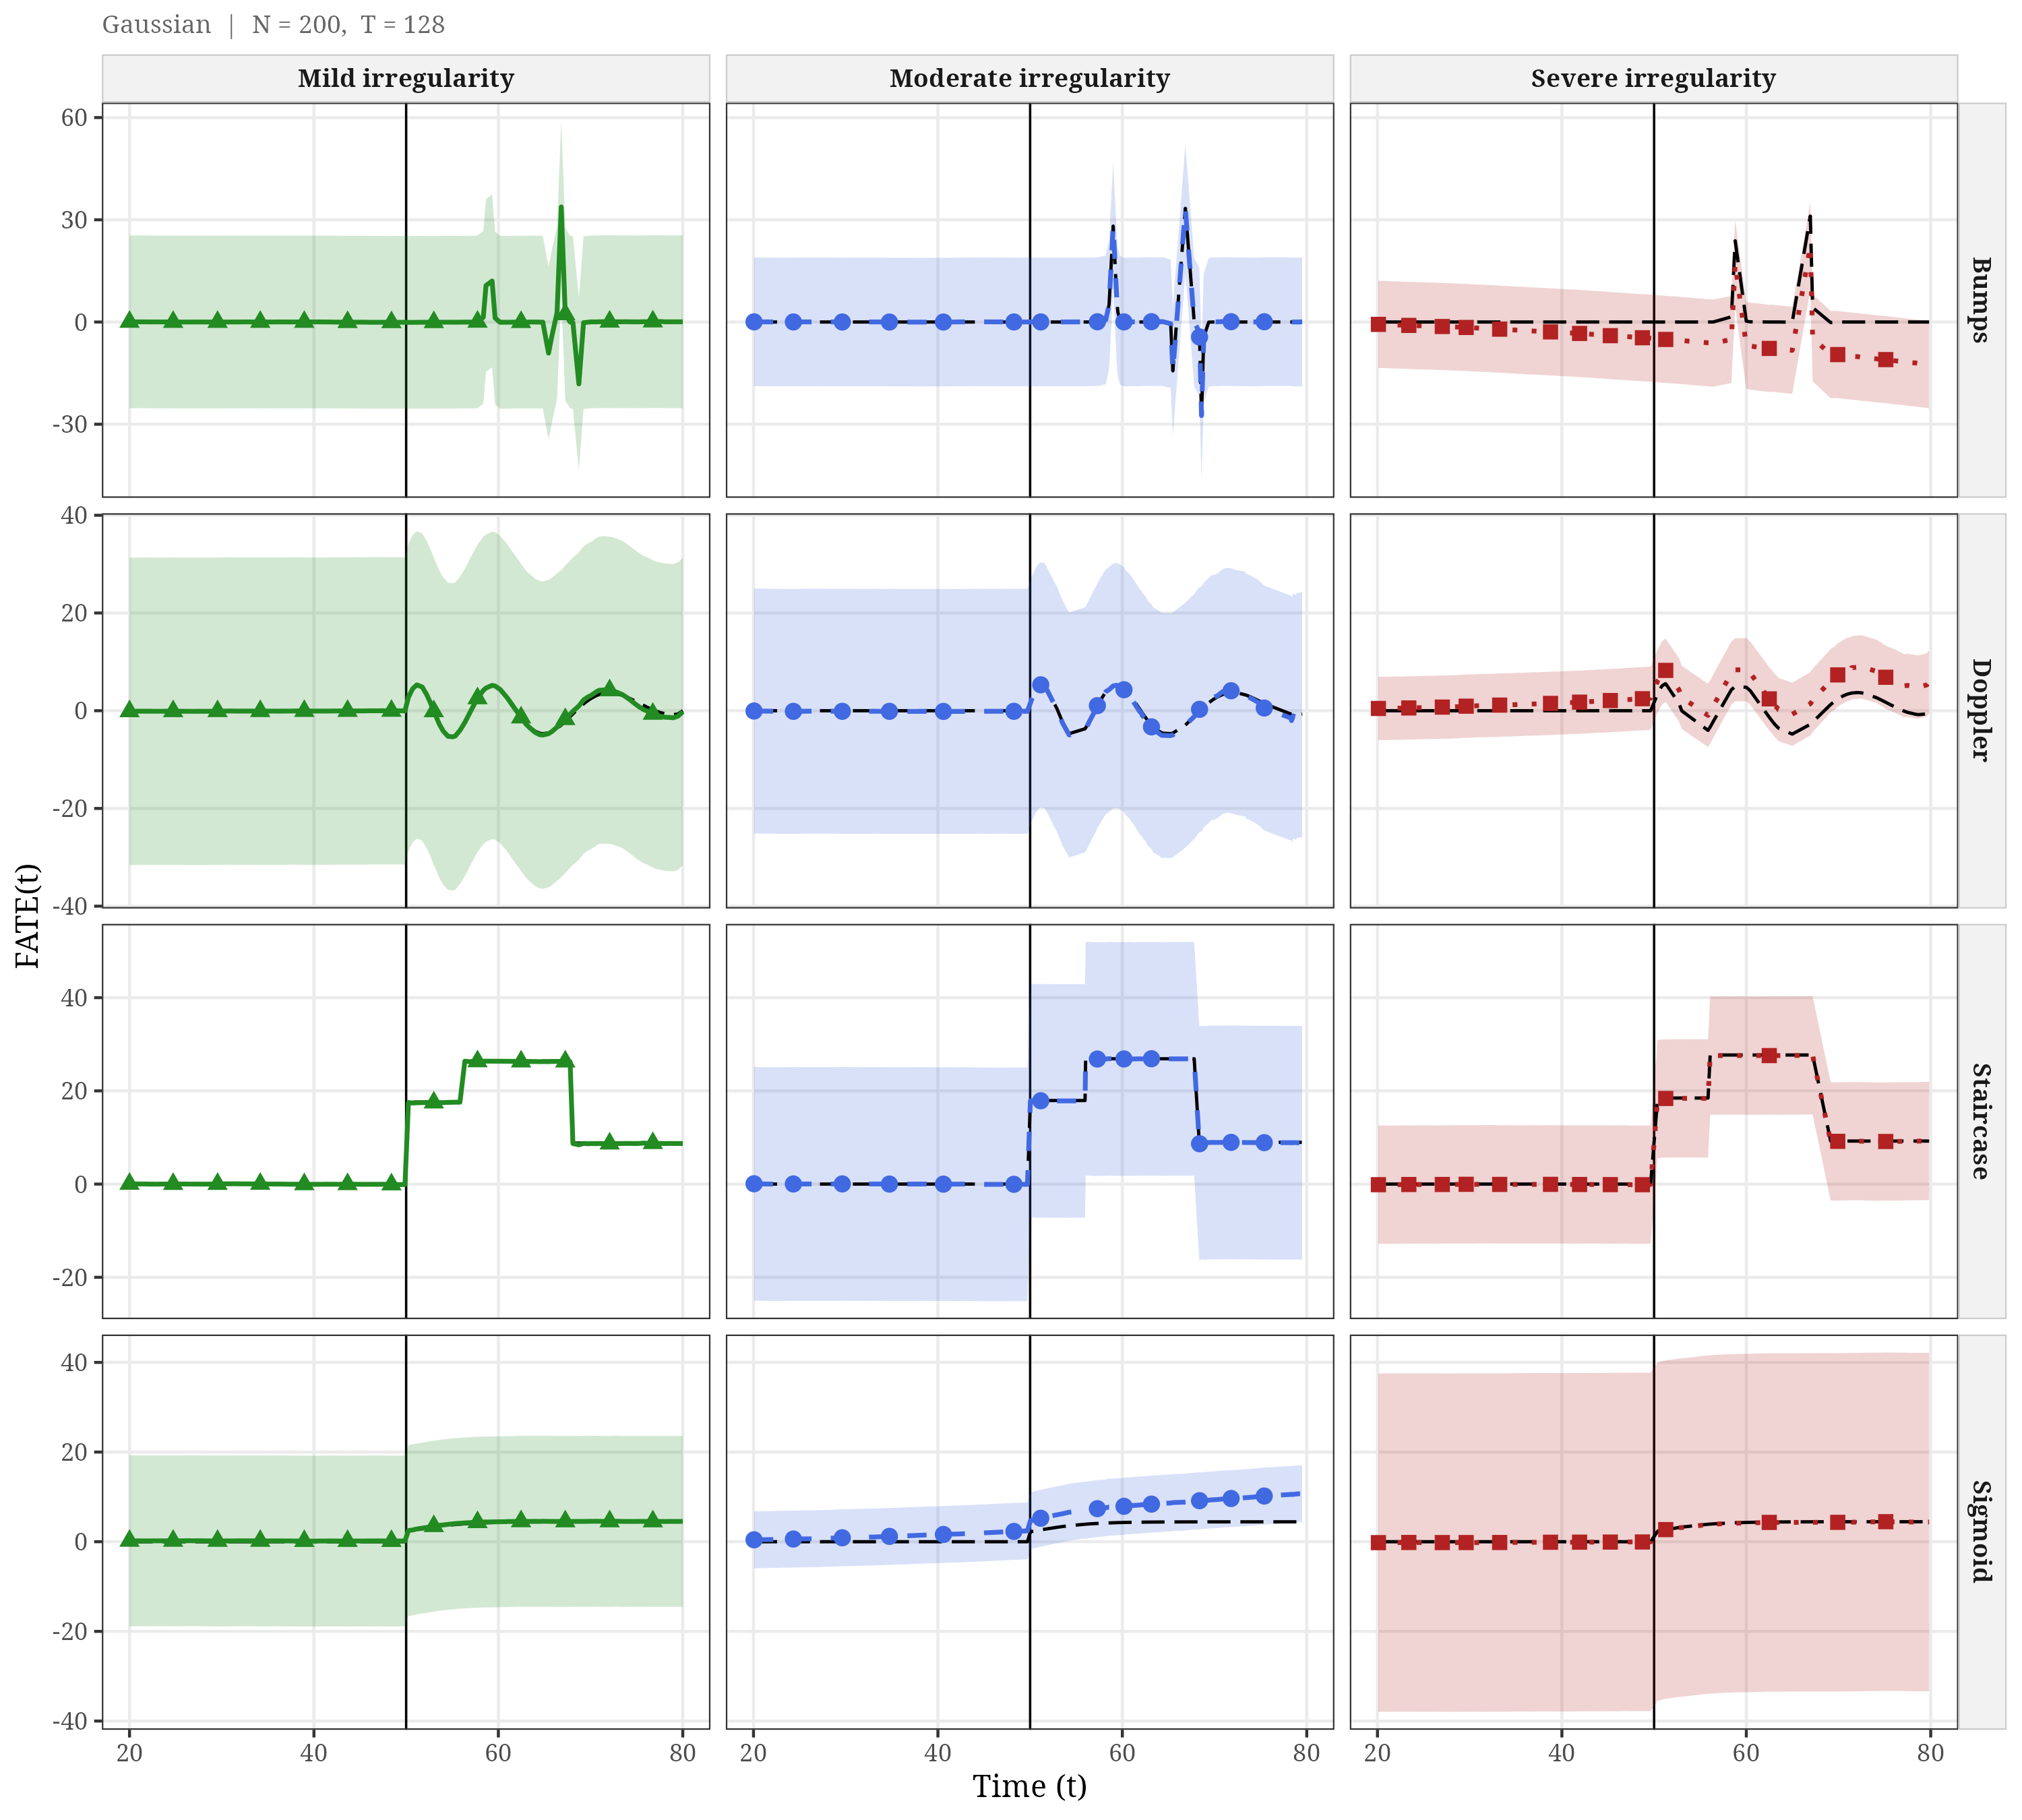 Gaussian | N = 200, T = 128
Mild irregularity
Moderate irregularity
Severe irregularity
60
30
0
-30
Bumps
40
20
0
-20
-40
Doppler
FATE(t)
40
20
0
-20
Staircase
40
20
0
-20
-40
Sigmoid
20 40 60 80
20 40 60 80
20 40 60 80
Time (t)